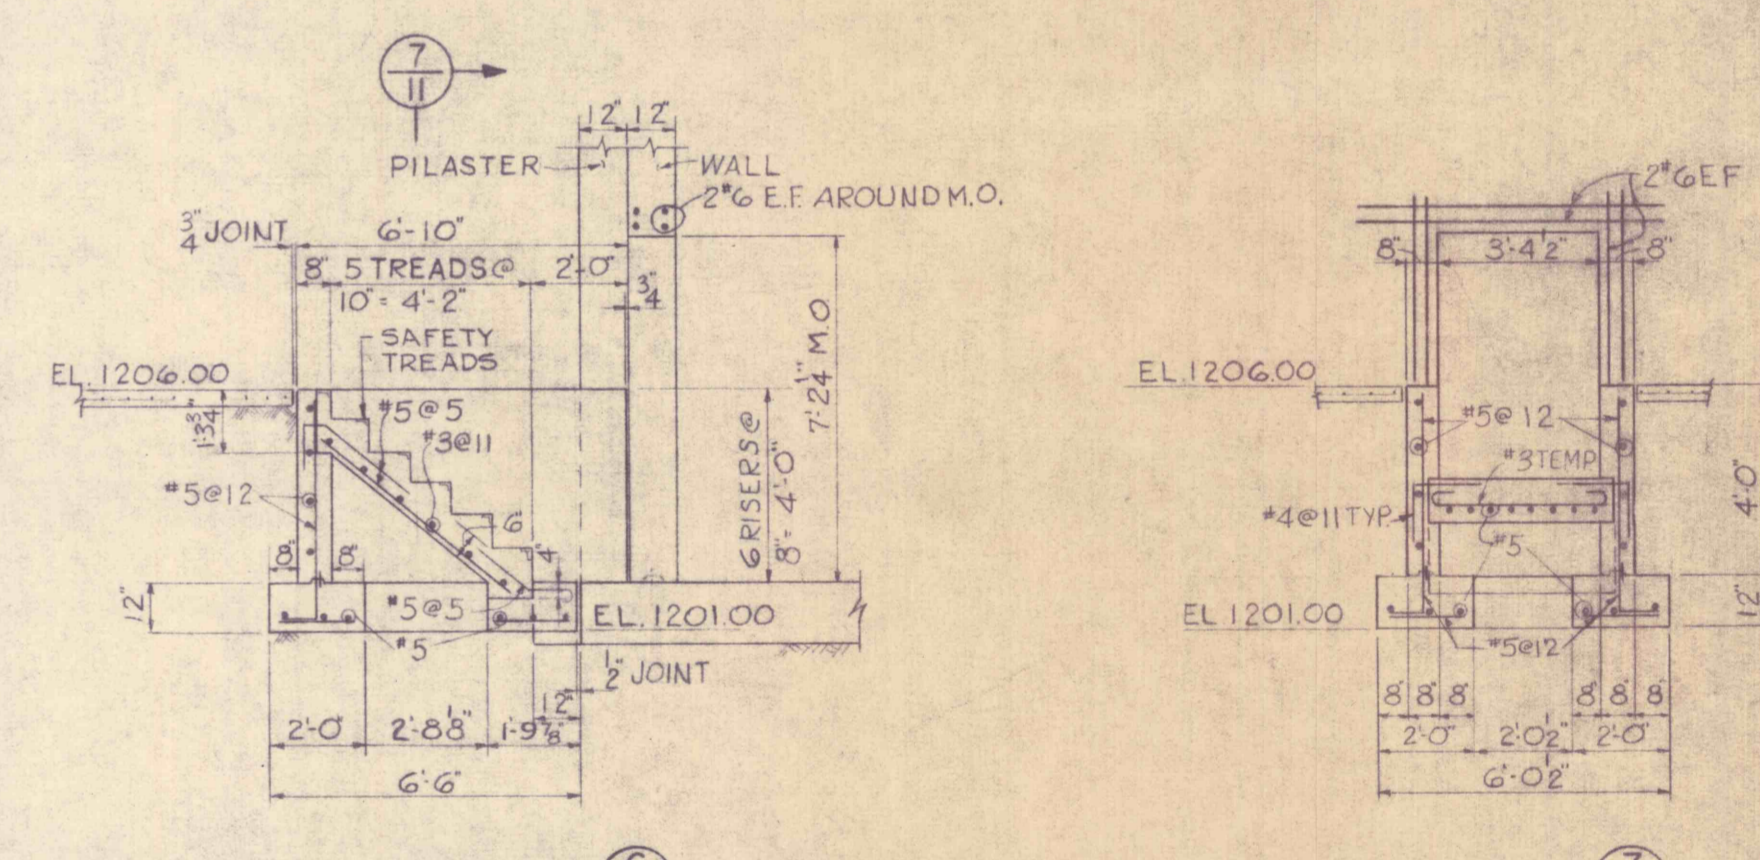 7
11
12" 12"
PILASTER
WALL
2#6 E.F. AROUND M.O.
3/4" JOINT
6'-10"
8" 5 TREADS@
10" = 4'-2"
2'-0"
3/4
SAFETY
TREADS
EL. 1206.00
1'-3 3/4"
#5@5
#3@11
#5@12
6"
4"
8"
8"
12"
#5@5
#5
6 RISERS@
8"= 4'-0"
7'-2 1/4" M.O.
EL. 1201.00
1/2" JOINT
12"
2'-0"
2'-8 1/8"
1'-9 7/8"
6'-6"
6
2#6EF
8"
3'-4 1/2"
8"
EL.1206.00
#5@12
#3TEMP
#4@11 TYP.
#5
4'-0"
12"
EL 1201.00
#5@12
8" 8" 8"
8" 8" 8"
2'-0"
2'-0 1/2"
2'-0"
6'-0 1/2"
7